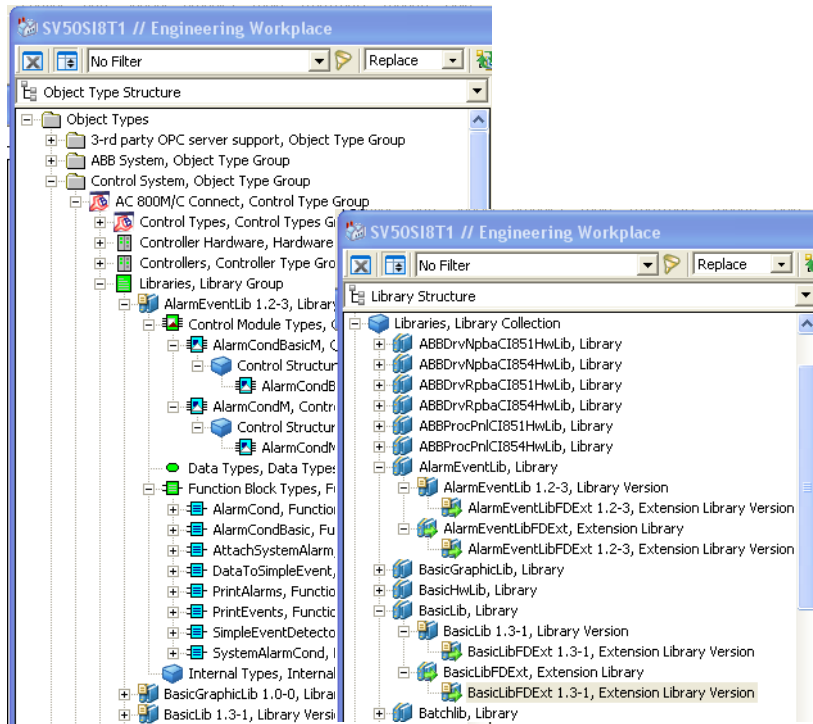 SV50SI8T1 // Engineering Workplace
No Filter
Replace
Object Type Structure
Object Types
3-rd party OPC server support, Object Type Group
ABB System, Object Type Group
Control System, Object Type Group
AC 800M/C Connect, Control Type Group
Control Types, Control Types G
Controller Hardware, Hardware
Controllers, Controller Type Gro
Libraries, Library Group
AlarmEventLib 1.2-3, Library
Control Module Types, C
AlarmCondBasicM, C
Control Structur
AlarmCondB
AlarmCondM, Contr
Control Structur
AlarmCondM
Data Types, Data Types
Function Block Types, F
AlarmCond, Function
AlarmCondBasic, Fu
AttachSystemAlarm,
DataToSimpleEvent,
PrintAlarms, Functio
PrintEvents, Functio
SimpleEventDetecto
SystemAlarmCond,
Internal Types, Internal
BasicGraphicLib 1.0-0, Librar
BasicLib 1.3-1, Library Versi
SV50SI8T1 // Engineering Workplace
No Filter
Replace
Library Structure
Libraries, Library Collection
ABBDrvNpbaCI851HwLib, Library
ABBDrvNpbaCI854HwLib, Library
ABBDrvRpbaCI851HwLib, Library
ABBDrvRpbaCI854HwLib, Library
ABBProcPnlCI851HwLib, Library
ABBProcPnlCI854HwLib, Library
AlarmEventLib, Library
AlarmEventLib 1.2-3, Library Version
AlarmEventLibFDExt 1.2-3, Extension Library Version
AlarmEventLibFDExt, Extension Library
AlarmEventLibFDExt 1.2-3, Extension Library Version
BasicGraphicLib, Library
BasicHwLib, Library
BasicLib, Library
BasicLib 1.3-1, Library Version
BasicLibFDExt 1.3-1, Extension Library Version
BasicLibFDExt, Extension Library
BasicLibFDExt 1.3-1, Extension Library Version
Batchlib, Library